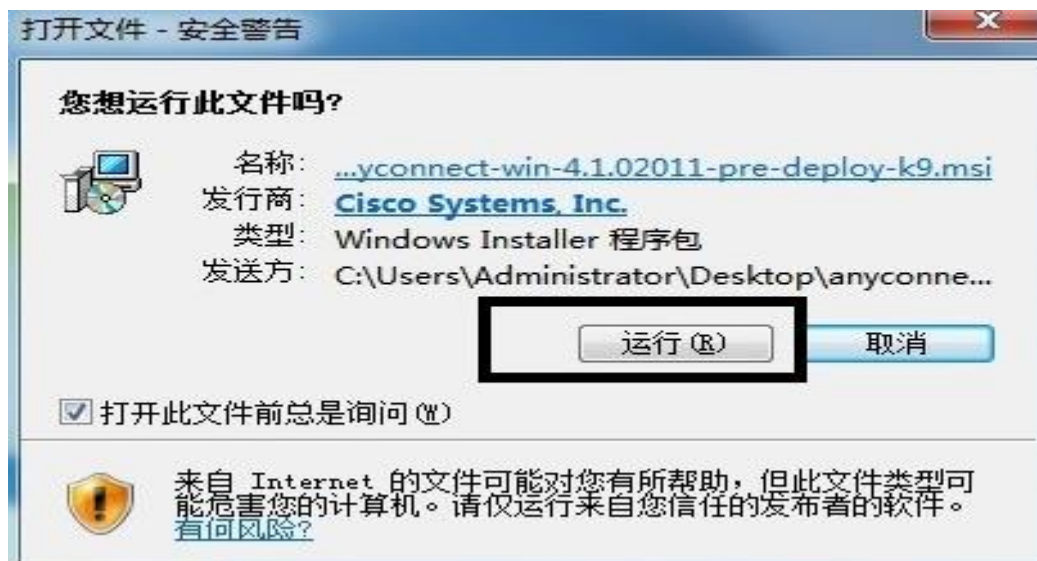 打开文件 - 安全警告
您想运行此文件吗?
名称: ...yconnect-win-4.1.02011-pre-deploy-k9.msi
发行商: Cisco Systems, Inc.
类型: Windows Installer 程序包
发送方: C:\Users\Administrator\Desktop\anyconne...
运行(R) 取消
打开此文件前总是询问(W)
来自 Internet 的文件可能对您有所帮助,但此文件类型可
能危害您的计算机。请仅运行来自您信任的发布者的软件。
有何风险?